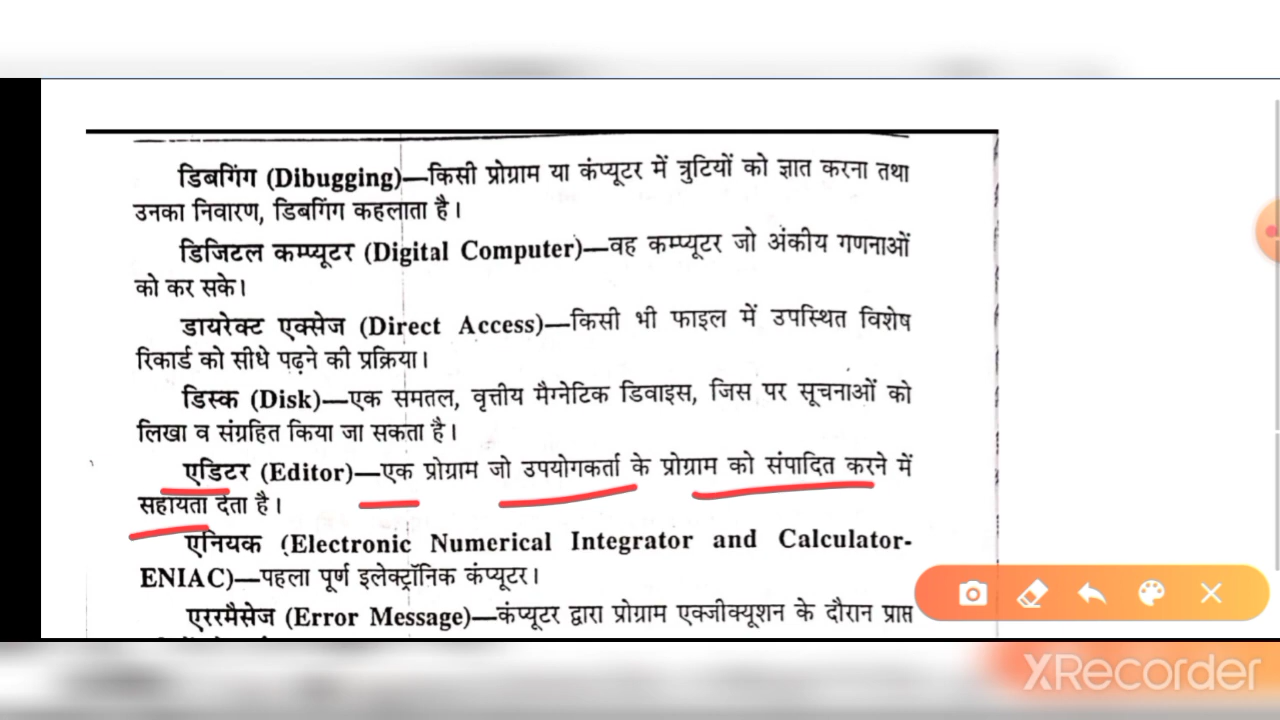 डिबगिंग (Dibugging)—किसी प्रोग्राम या कंप्यूटर में त्रुटियों को ज्ञात करना तथा
उनका निवारण, डिबगिंग कहलाता है।
डिजिटल कम्प्यूटर (Digital Computer)—वह कम्प्यूटर जो अंकीय गणनाओं
को कर सके।
डायरेक्ट एक्सेज (Direct Access)—किसी भी फाइल में उपस्थित विशेष
रिकार्ड को सीधे पढ़ने की प्रक्रिया।
डिस्क (Disk)—एक समतल, वृत्तीय मैग्नेटिक डिवाइस, जिस पर सूचनाओं को
लिखा व संग्रहित किया जा सकता है।
एडिटर (Editor)—एक प्रोग्राम जो उपयोगकर्ता के प्रोग्राम को संपादित करने में
सहायता देता है।
एनियक (Electronic Numerical Integrator and Calculator-
ENIAC)—पहला पूर्ण इलेक्ट्रॉनिक कंप्यूटर।
एररमैसेज (Error Message)—कंप्यूटर द्वारा प्रोग्राम एक्जीक्यूशन के दौरान प्राप्त
XRecorder